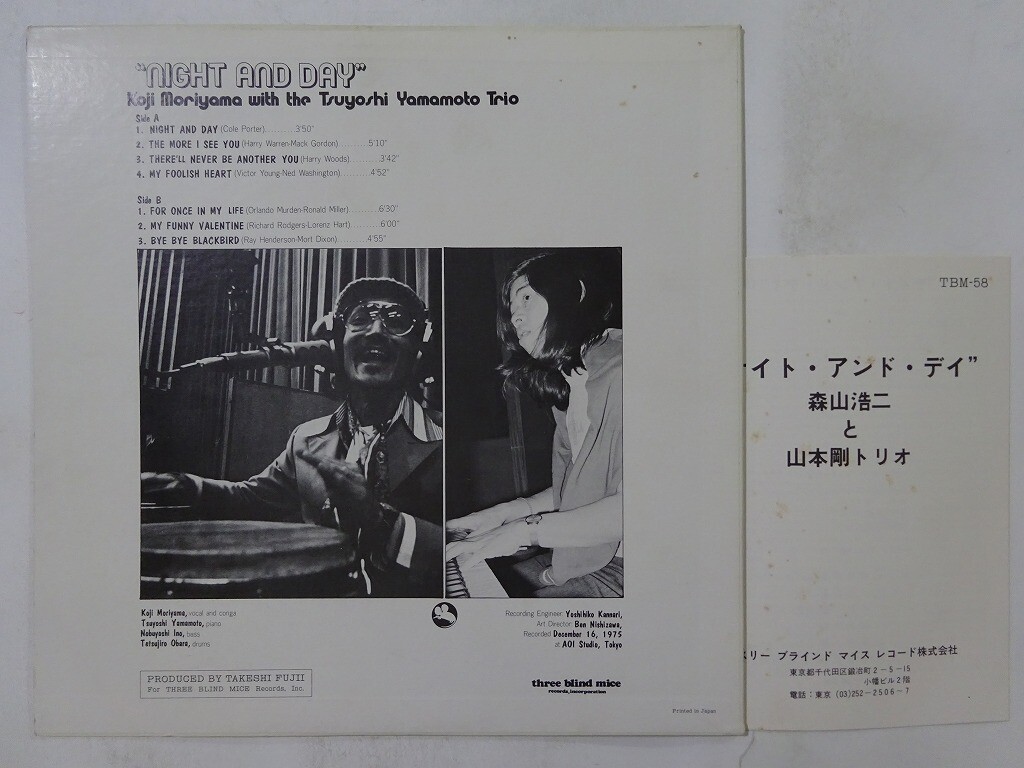 "NIGHT AND DAY"
Koji Moriyama with the Tsuyoshi Yamamoto Trio
Side A
1. NIGHT AND DAY (Cole Porter)..........3'50"
2. THE MORE I SEE YOU (Harry Warren-Mack Gordon)..........5'10"
3. THERE'LL NEVER BE ANOTHER YOU (Harry Woods)..........3'42"
4. MY FOOLISH HEART (Victor Young-Ned Washington)..........4'52"
Side B
1. FOR ONCE IN MY LIFE (Orlando Murden-Ronald Miller)..........6'30"
2. MY FUNNY VALENTINE (Richard Rodgers-Lorenz Hart)..........6'00"
3. BYE BYE BLACKBIRD (Ray Henderson-Mort Dixon)..........4'55"
Koji Moriyama, vocal and conga
Tsuyoshi Yamamoto, piano
Nobuyoshi Ino, bass
Tetsujiro Obara, drums
Recording Engineer: Yoshihiko Kannari,
Art Director: Ben Nishizawa,
Recorded December 16, 1975
at AOI Studio, Tokyo
PRODUCED BY TAKESHI FUJII
For THREE BLIND MICE Records, Inc.
three blind mice
records, incorporation
Printed in Japan
TBM-58
イト・アンド・デイ”
森山浩二
と
山本剛トリオ
スリー ブラインド マイス レコード株式会社
東京都千代田区鍛冶町2-5-15
小幡ビル2階
電話：東京 (03)252-2506-7